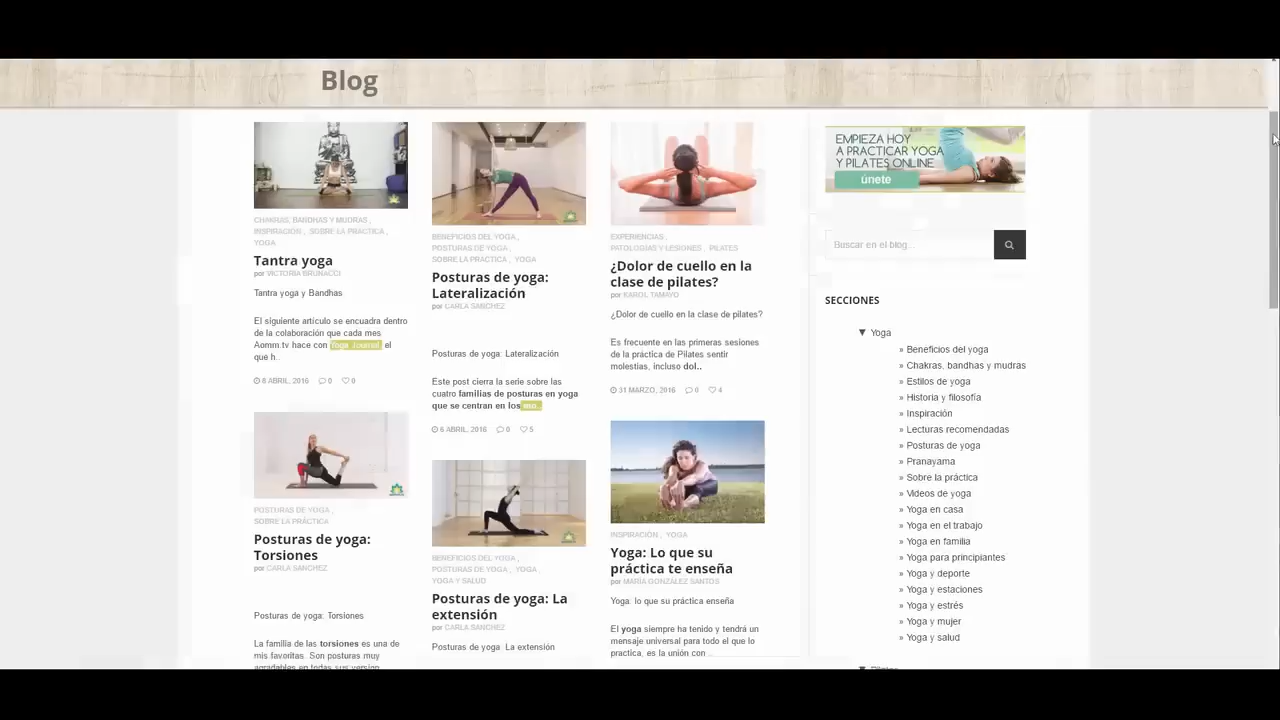 Blog
CHAKRAS, BANDHAS Y MUDRAS ,
INSPIRACIÓN , SOBRE LA PRÁCTICA ,
YOGA
Tantra yoga
por VICTORIA BRUNACCI
Tantra yoga y Bandhas
El siguiente artículo se encuadra dentro
de la colaboración que cada mes
Aomm.tv hace con Yoga Journal, el
que h..
6 ABRIL, 2016 0 0
POSTURAS DE YOGA ,
SOBRE LA PRÁCTICA
Posturas de yoga:
Torsiones
por CARLA SANCHEZ
Posturas de yoga: Torsiones
La familia de las torsiones es una de
mis favoritas. Son posturas muy
agradables en todas sus version
BENEFICIOS DEL YOGA ,
POSTURAS DE YOGA ,
SOBRE LA PRÁCTICA , YOGA
Posturas de yoga:
Lateralización
por CARLA SANCHEZ
Posturas de yoga: Lateralización
Este post cierra la serie sobre las
cuatro familias de posturas en yoga
que se centran en los mo..
6 ABRIL, 2016 0 5
BENEFICIOS DEL YOGA ,
POSTURAS DE YOGA , YOGA ,
YOGA Y SALUD
Posturas de yoga: La
extensión
por CARLA SANCHEZ
Posturas de yoga La extensión
EXPERIENCIAS ,
PATOLOGÍAS Y LESIONES , PILATES
¿Dolor de cuello en la
clase de pilates?
por KAROL TAMAYO
¿Dolor de cuello en la clase de pilates?
Es frecuente en las primeras sesiones
de la práctica de Pilates sentir
molestias, incluso dol..
31 MARZO, 2016 0 4
INSPIRACIÓN , YOGA
Yoga: Lo que su
práctica te enseña
por MARÍA GONZÁLEZ SANTOS
Yoga: lo que su práctica enseña
El yoga siempre ha tenido y tendrá un
mensaje universal para todo el que lo
practica, es la unión con ..
EMPIEZA HOY
A PRACTICAR YOGA
Y PILATES ONLINE
únete
Buscar en el blog...
SECCIONES
▼ Yoga
» Beneficios del yoga
» Chakras, bandhas y mudras
» Estilos de yoga
» Historia y filosofía
» Inspiración
» Lecturas recomendadas
» Posturas de yoga
» Pranayama
» Sobre la práctica
» Videos de yoga
» Yoga en casa
» Yoga en el trabajo
» Yoga en familia
» Yoga para principiantes
» Yoga y deporte
» Yoga y estaciones
» Yoga y estrés
» Yoga y mujer
» Yoga y salud